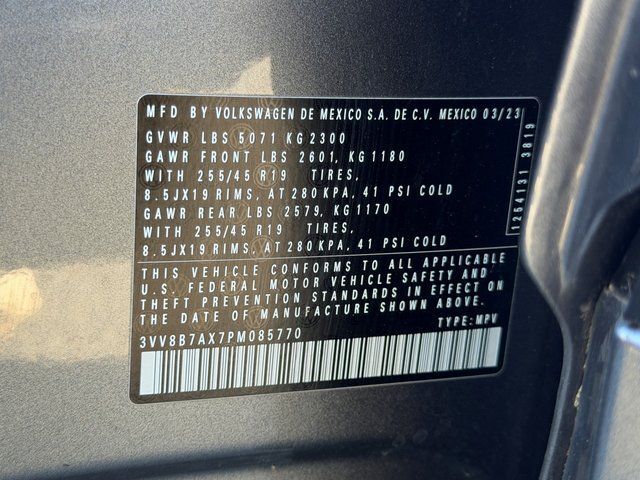 MFD BY VOLKSWAGEN DE MEXICO S.A. DE C.V. MEXICO 03/23
GVWR LBS 5071 KG 2300
GAWR FRONT LBS 2601, KG 1180
WITH 255/45 R19 TIRES,
8.5JX19 RIMS, AT 280 KPA, 41 PSI COLD
GAWR REAR LBS 2579, KG 1170
WITH 255/45 R19 TIRES,
8.5JX19 RIMS, AT 280 KPA, 41 PSI COLD
THIS VEHICLE CONFORMS TO ALL APPLICABLE
U.S. FEDERAL MOTOR VEHICLE SAFETY AND
THEFT PREVENTION STANDARDS IN EFFECT ON
THE DATE OF MANUFACTURE SHOWN ABOVE.
3VV8B7AX7PM085770 TYPE: MPV
1254131 3819